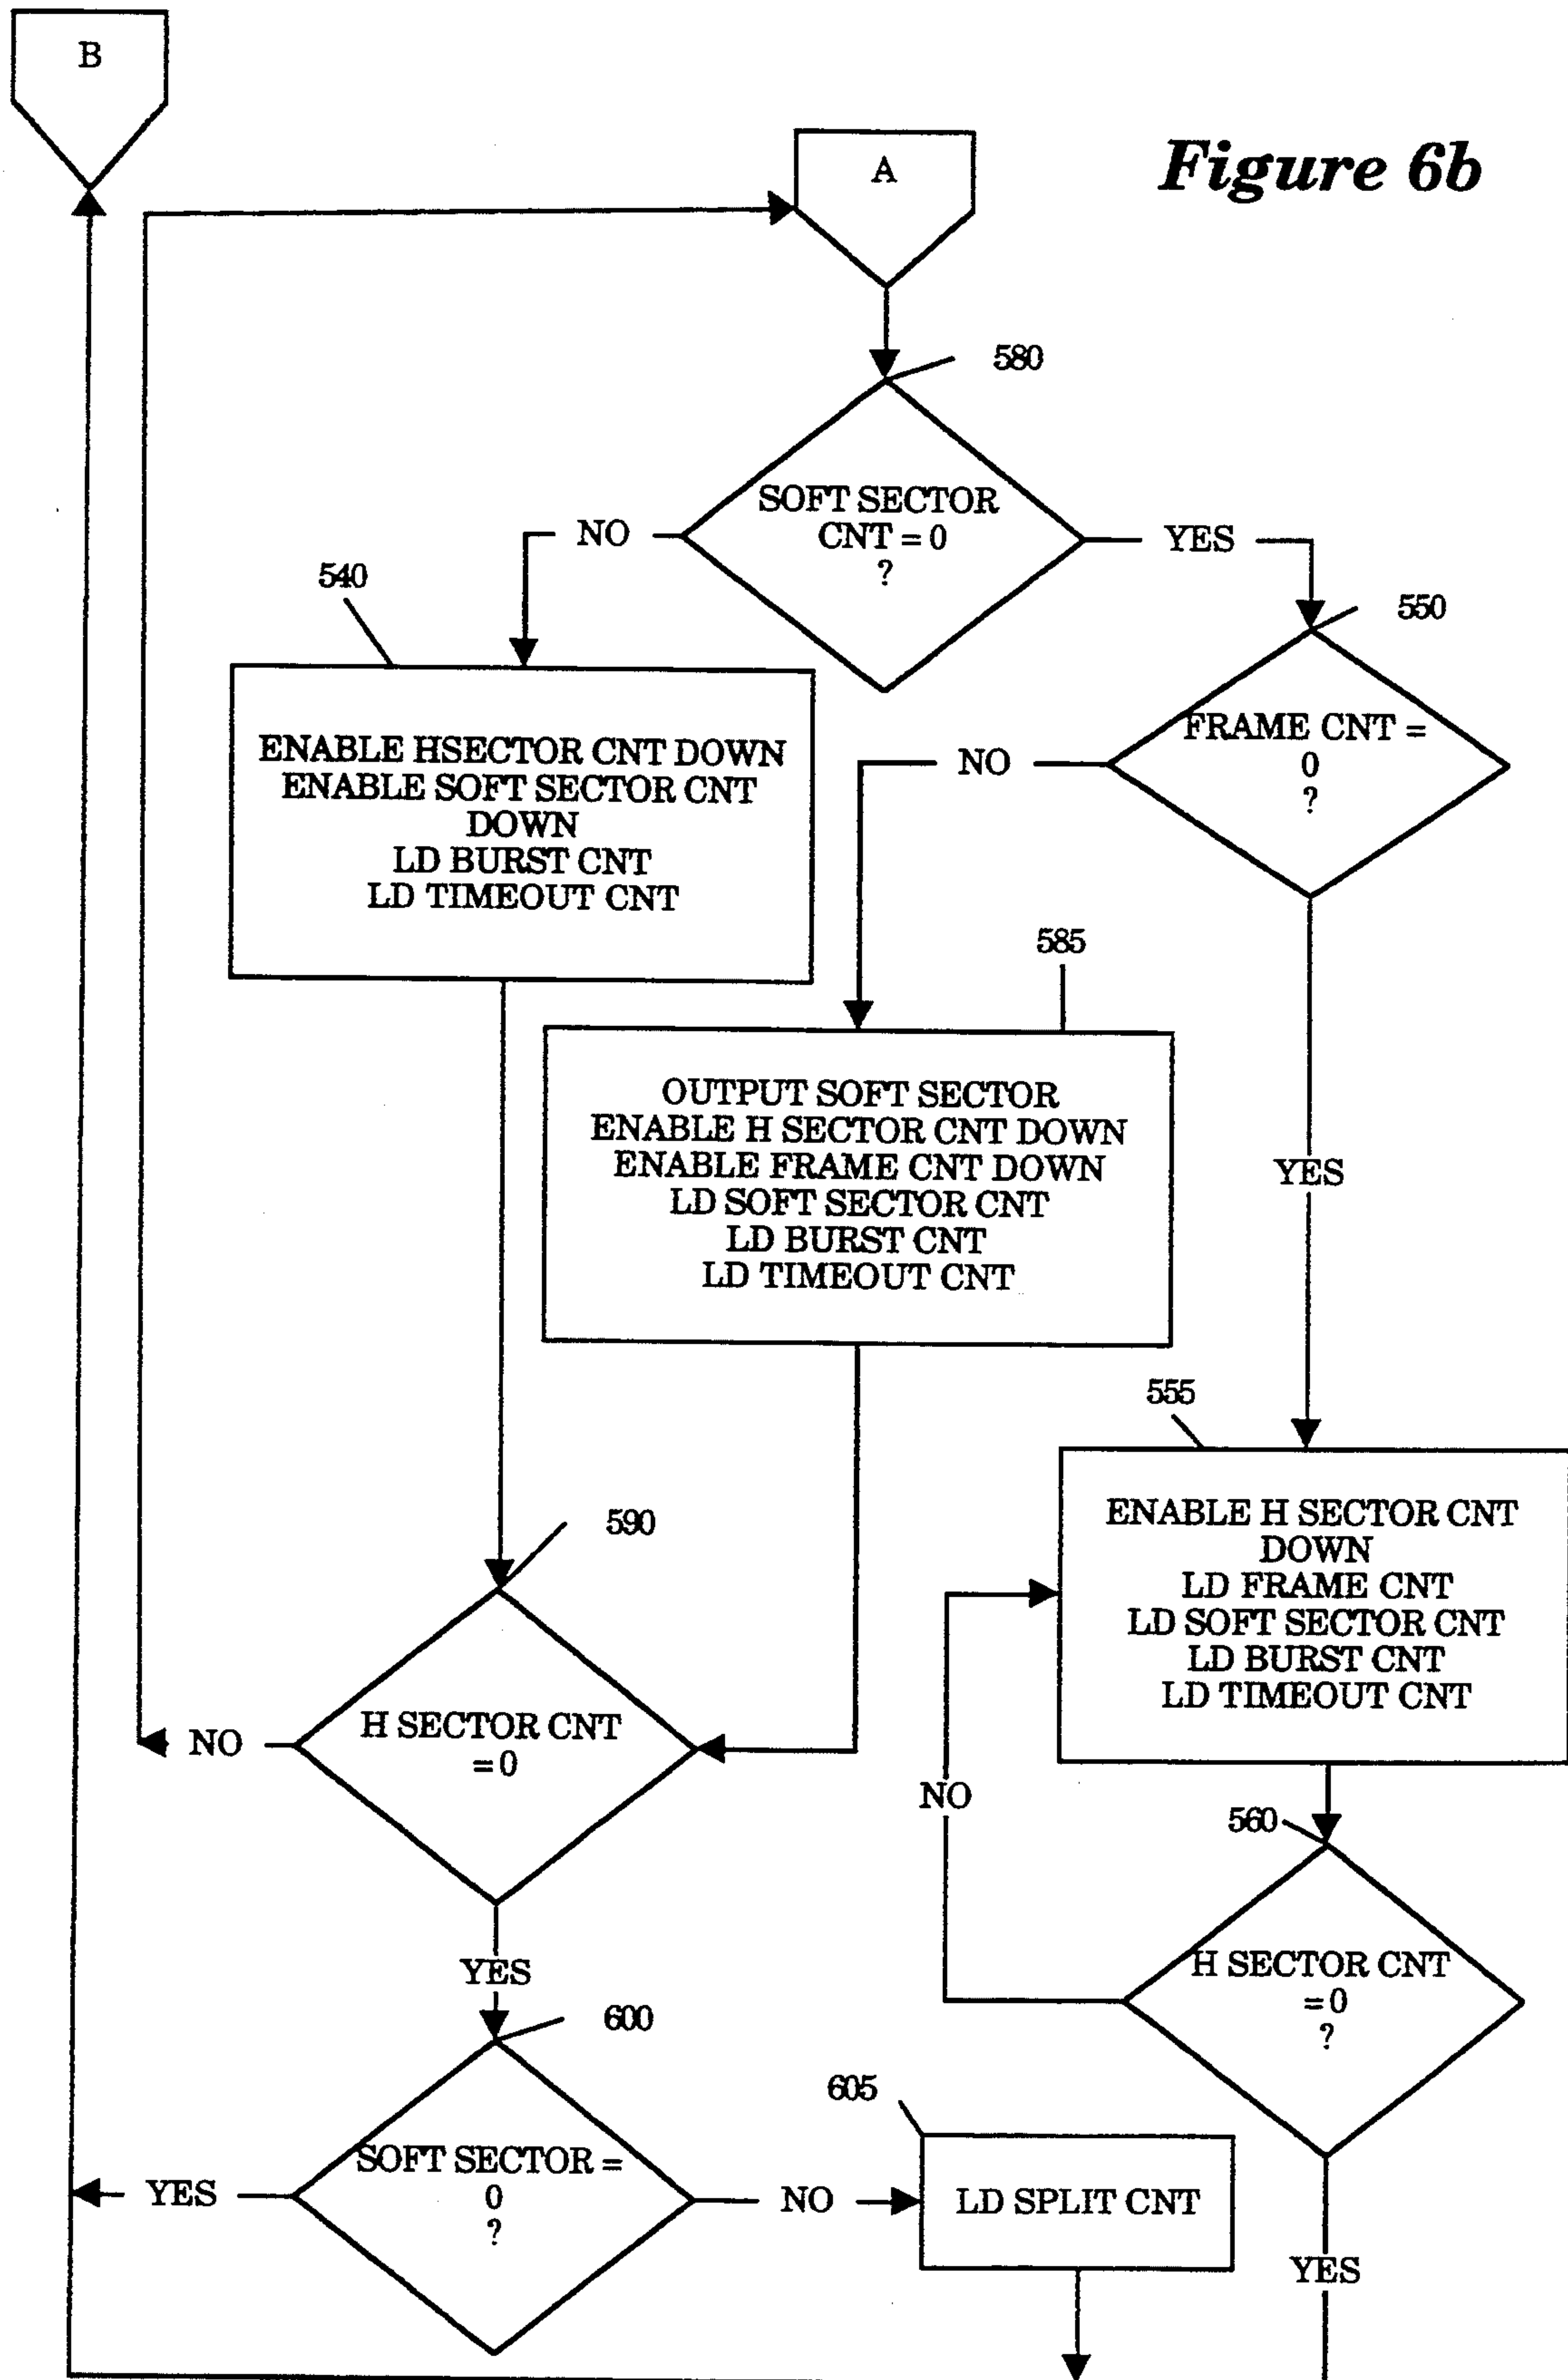 B
A
Figure 6b
580
SOFT SECTOR
CNT = 0
?
NO
YES
540
550
ENABLE HSECTOR CNT DOWN
ENABLE SOFT SECTOR CNT
DOWN
LD BURST CNT
LD TIMEOUT CNT
FRAME CNT =
0
?
NO
YES
585
OUTPUT SOFT SECTOR
ENABLE H SECTOR CNT DOWN
ENABLE FRAME CNT DOWN
LD SOFT SECTOR CNT
LD BURST CNT
LD TIMEOUT CNT
555
ENABLE H SECTOR CNT
DOWN
LD FRAME CNT
LD SOFT SECTOR CNT
LD BURST CNT
LD TIMEOUT CNT
590
H SECTOR CNT
= 0
NO
YES
NO
560
H SECTOR CNT
= 0
?
YES
600
SOFT SECTOR =
0
?
YES
NO
605
LD SPLIT CNT